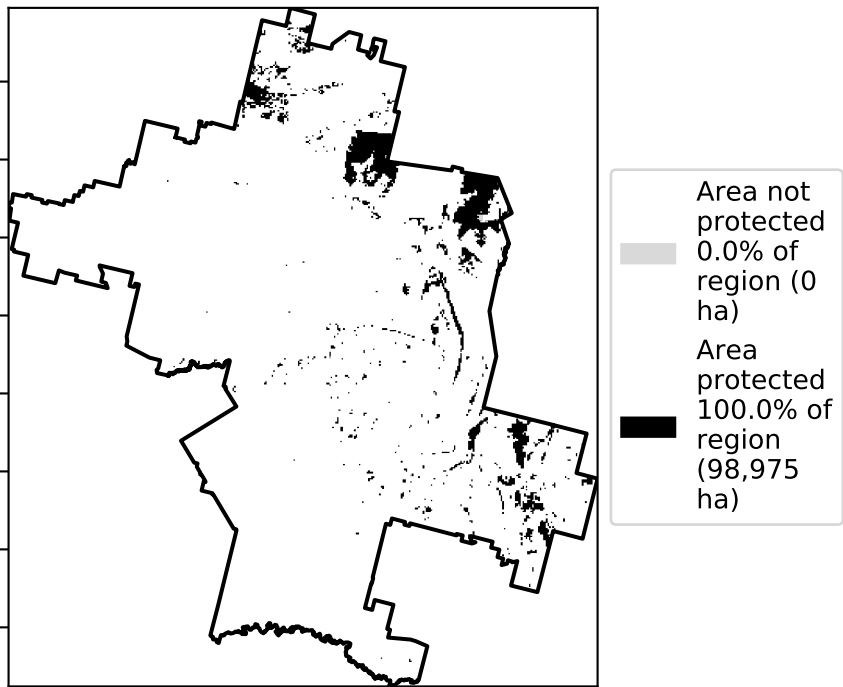 Area not
protected
0.0% of
region (0
ha)
Area
protected
100.0% of
region
(98,975
ha)